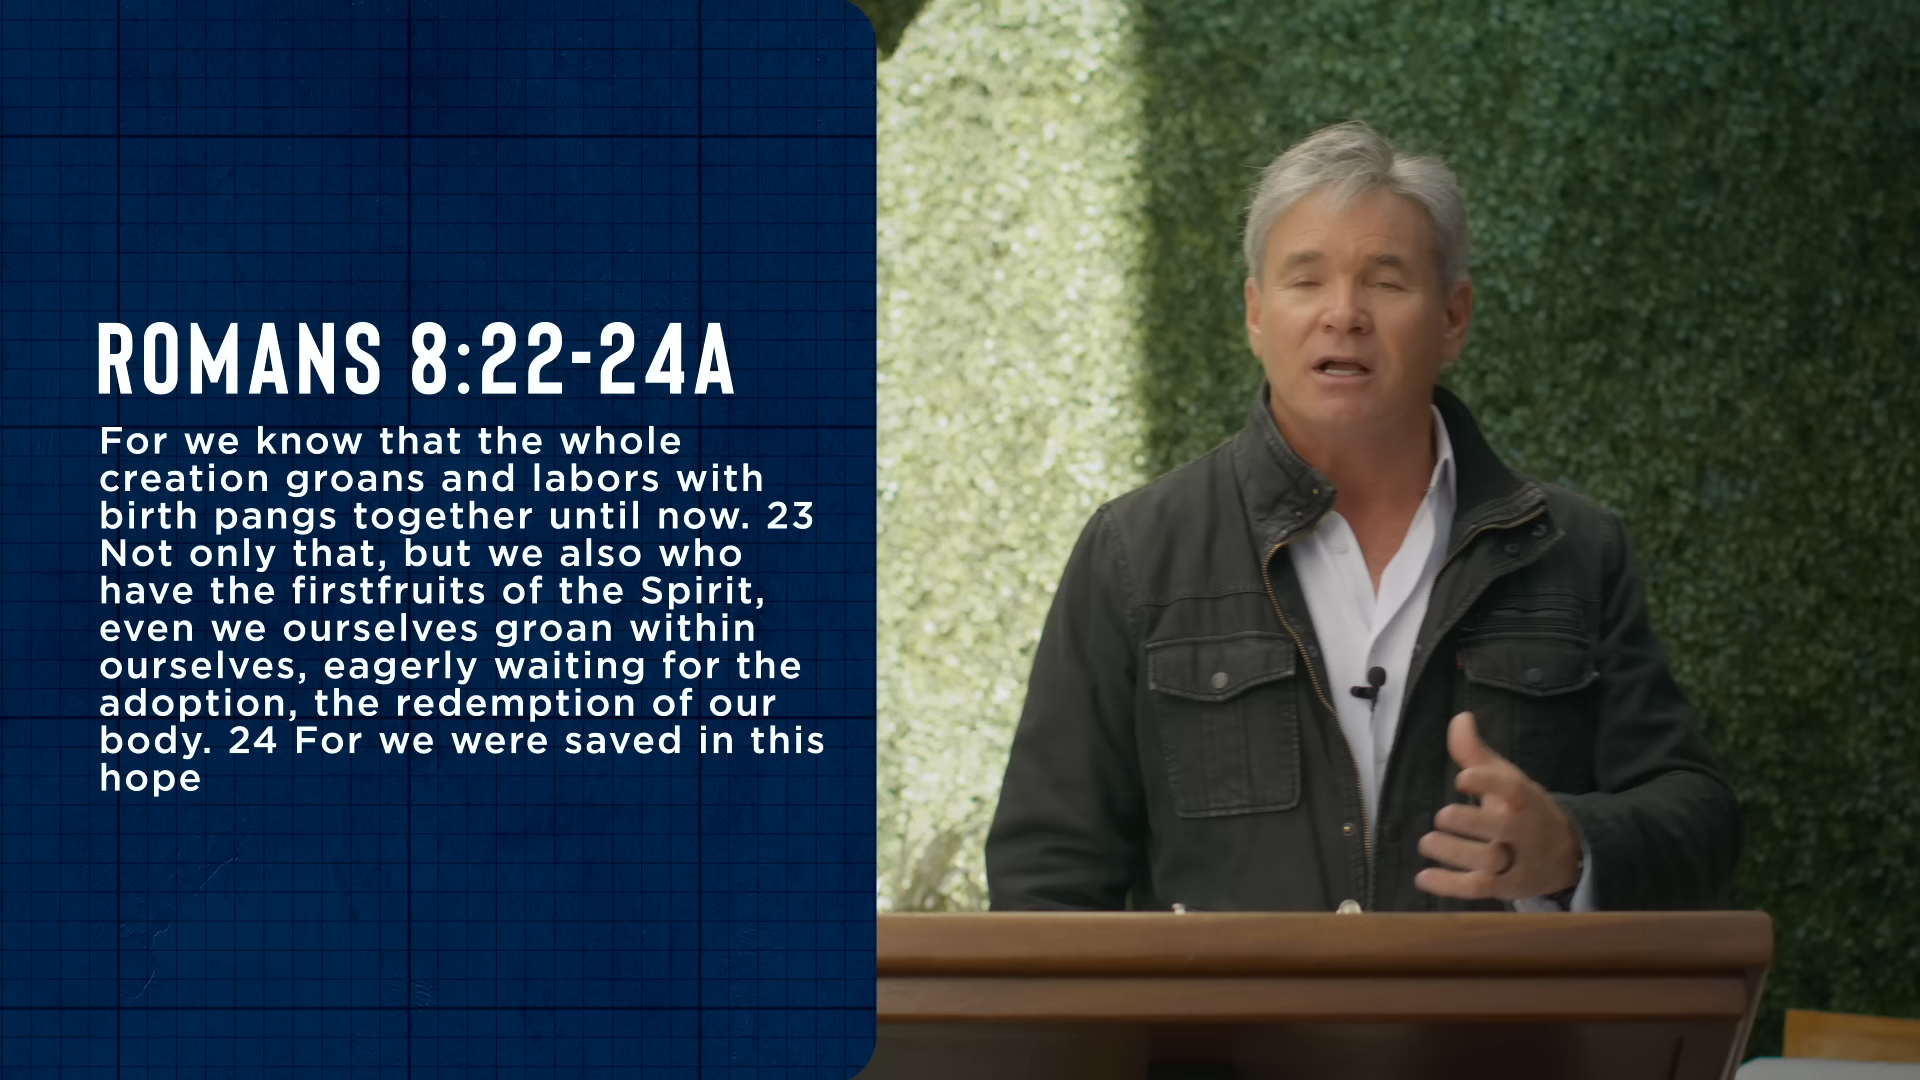 ROMANS 8:22-24A
For we know that the whole
creation groans and labors with
birth pangs together until now. 23
Not only that, but we also who
have the firstfruits of the Spirit,
even we ourselves groan within
ourselves, eagerly waiting for the
adoption, the redemption of our
body. 24 For we were saved in this
hope